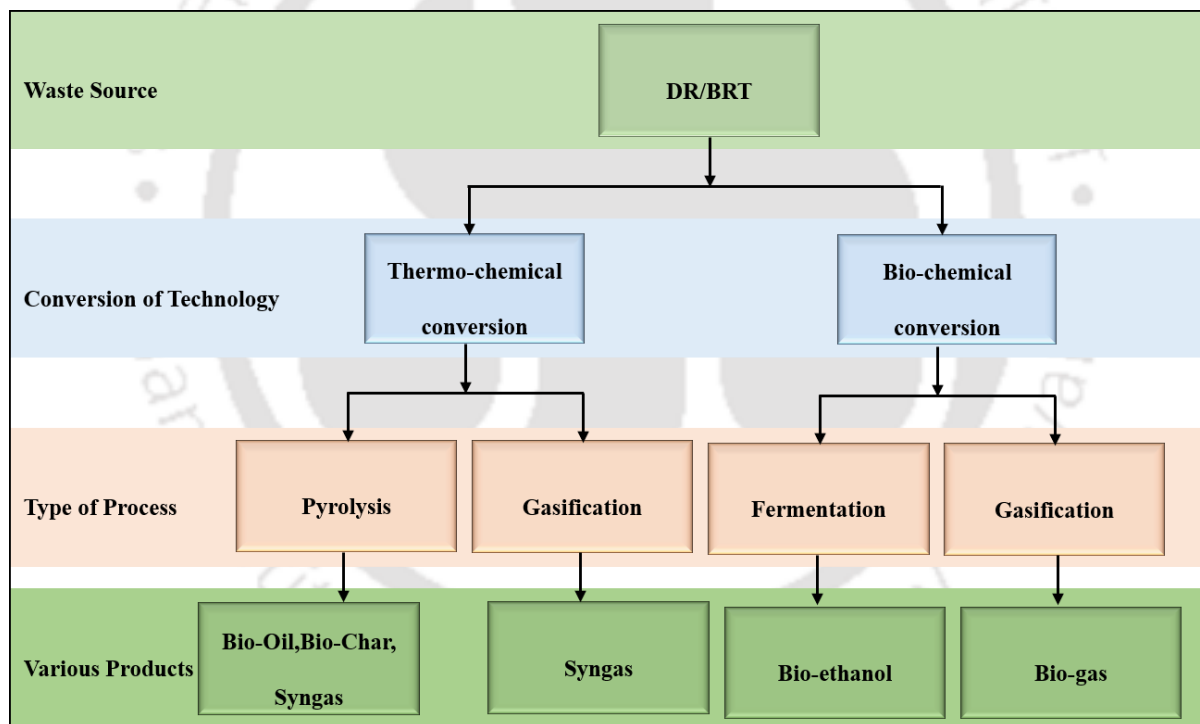 Waste Source
DR/BRT
Conversion of Technology
Thermo-chemical
conversion
Bio-chemical
conversion
Type of Process
Pyrolysis
Gasification
Fermentation
Gasification
Various Products
Bio-Oil,Bio-Char,
Syngas
Syngas
Bio-ethanol
Bio-gas